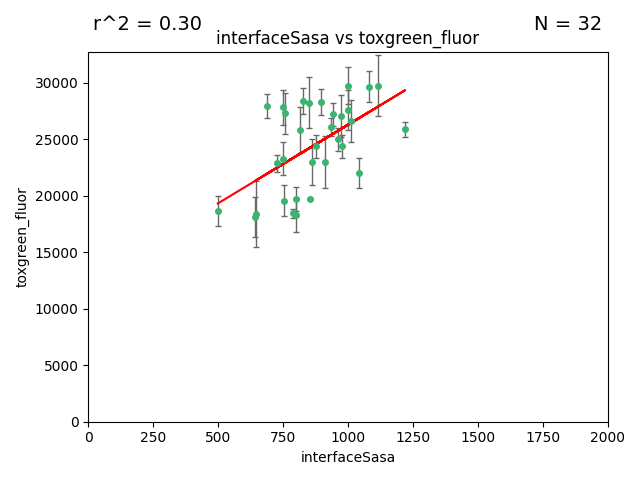 r^2 = 0.30
N = 32
interfaceSasa vs toxgreen_fluor
30000
25000
20000
15000
10000
5000
0
toxgreen_fluor
0 250 500 750 1000 1250 1500 1750 2000
interfaceSasa